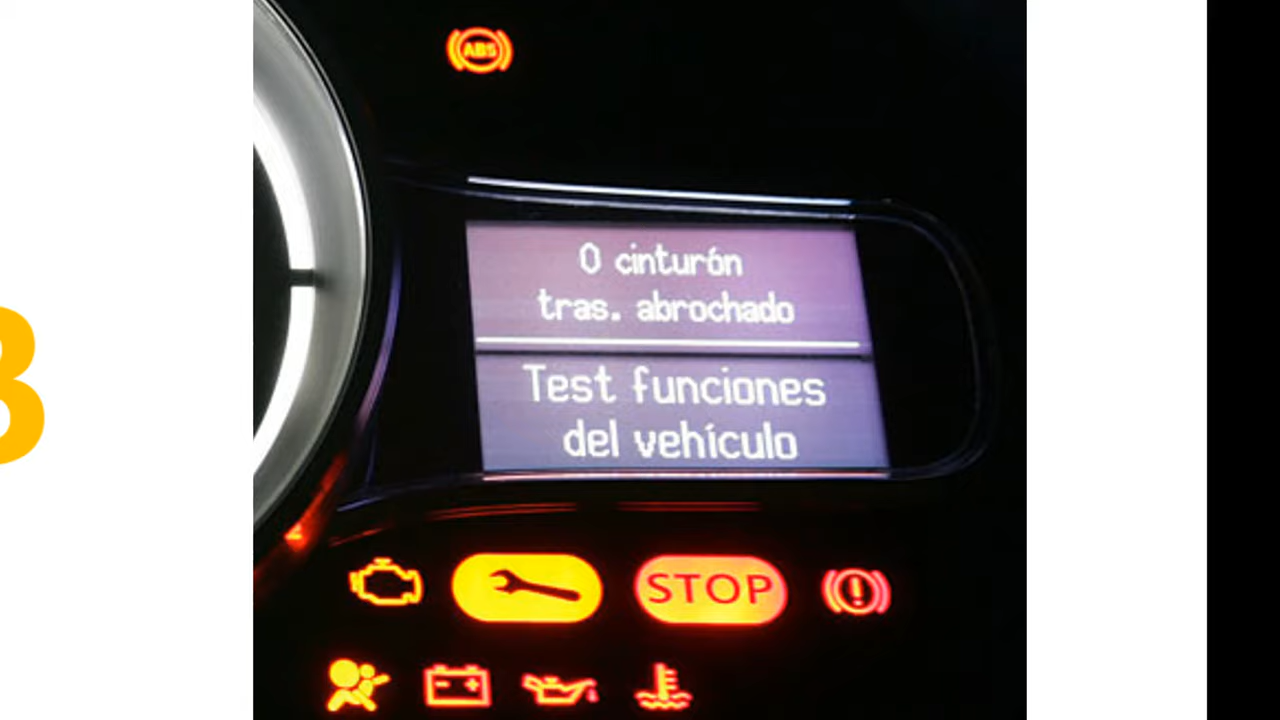 ABS
0 cinturón
tras. abrochado
Test funciones
del vehículo
STOP